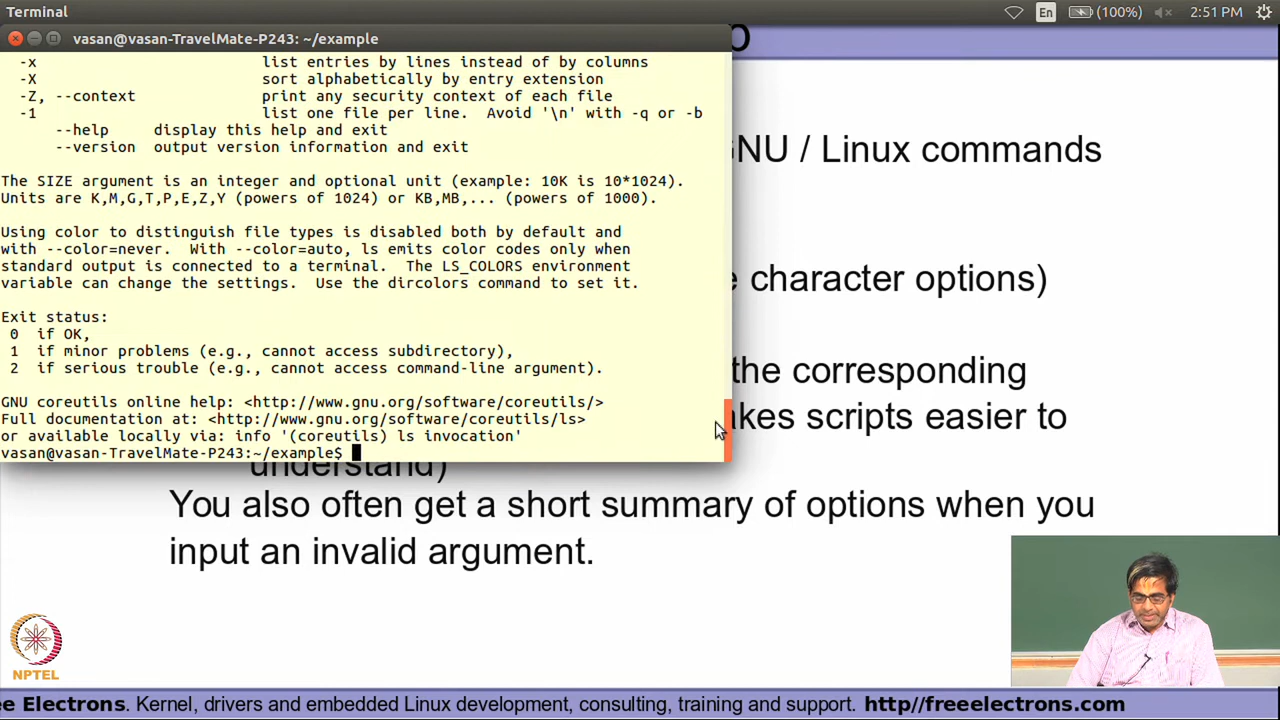 Terminal
En
(100%)
2:51 PM
vasan@vasan-TravelMate-P243: ~/example
-x list entries by lines instead of by columns
-X sort alphabetically by entry extension
-Z, --context print any security context of each file
-1 list one file per line. Avoid '\n' with -q or -b
--help display this help and exit
--version output version information and exit
The SIZE argument is an integer and optional unit (example: 10K is 10*1024).
Units are K,M,G,T,P,E,Z,Y (powers of 1024) or KB,MB,... (powers of 1000).
Using color to distinguish file types is disabled both by default and
with --color=never. With --color=auto, ls emits color codes only when
standard output is connected to a terminal. The LS_COLORS environment
variable can change the settings. Use the dircolors command to set it.
Exit status:
0 if OK,
1 if minor problems (e.g., cannot access subdirectory),
2 if serious trouble (e.g., cannot access command-line argument).
GNU coreutils online help: <http://www.gnu.org/software/coreutils/>
Full documentation at: <http://www.gnu.org/software/coreutils/ls>
or available locally via: info '(coreutils) ls invocation'
vasan@vasan-TravelMate-P243:~/example$
GNU / Linux commands
character options)
the corresponding
akes scripts easier to
understand)
You also often get a short summary of options when you
input an invalid argument.
NPTEL
ee Electrons. Kernel, drivers and embedded Linux development, consulting, training and support. http//freeelectrons.com